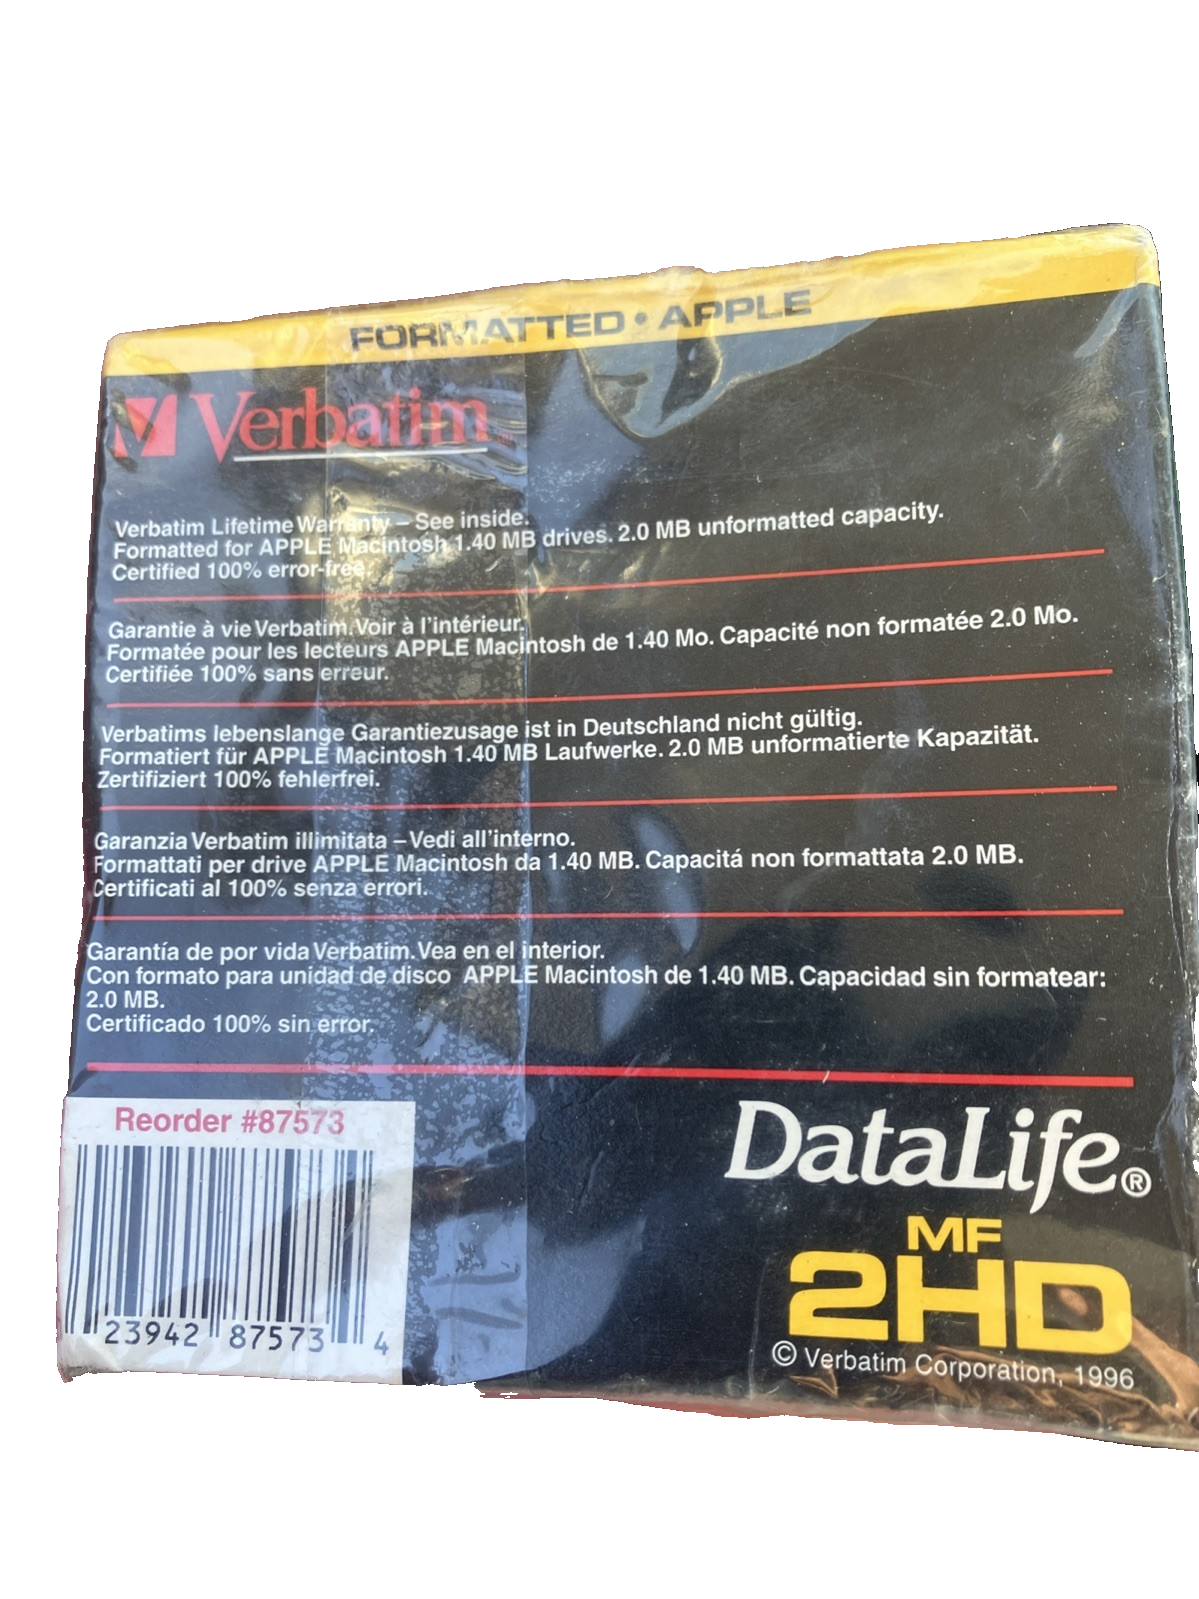 FORMATTED • APPLE
Verbatim
Verbatim Lifetime Warranty – See inside.
Formatted for APPLE Macintosh 1.40 MB drives. 2.0 MB unformatted capacity.
Certified 100% error-free.
Garantie à vie Verbatim. Voir à l'intérieur.
Formatée pour les lecteurs APPLE Macintosh de 1.40 Mo. Capacité non formatée 2.0 Mo.
Certifiée 100% sans erreur.
Verbatims lebenslange Garantiezusage ist in Deutschland nicht gültig.
Formatiert für APPLE Macintosh 1.40 MB Laufwerke. 2.0 MB unformatierte Kapazität.
Zertifiziert 100% fehlerfrei.
Garanzia Verbatim illimitata – Vedi all'interno.
Formattati per drive APPLE Macintosh da 1.40 MB. Capacitá non formattata 2.0 MB.
Certificati al 100% senza errori.
Garantía de por vida Verbatim. Vea en el interior.
Con formato para unidad de disco APPLE Macintosh de 1.40 MB. Capacidad sin formatear:
2.0 MB.
Certificado 100% sin error.
Reorder #87573
23942 87573 4
DataLife®
MF
2HD
© Verbatim Corporation, 1996